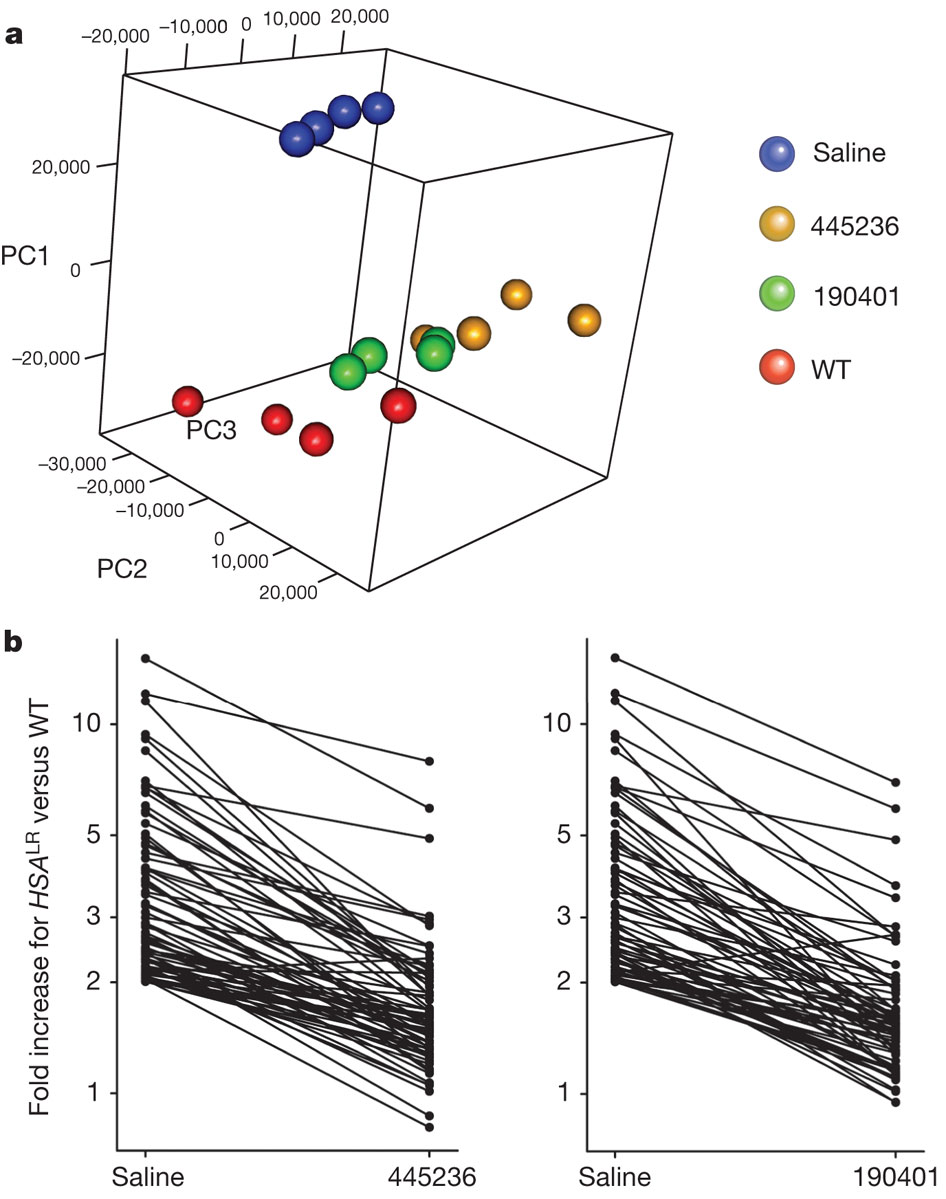 a
−20,000 −10,000 0 10,000 20,000
20,000
PC1
0
−20,000
PC3
−30,000
−20,000
−10,000
0
10,000
20,000
PC2
Saline
445236
190401
WT
b
Fold increase for HSALR versus WT
10
5
3
2
1
Saline 445236
10
5
3
2
1
Saline 190401